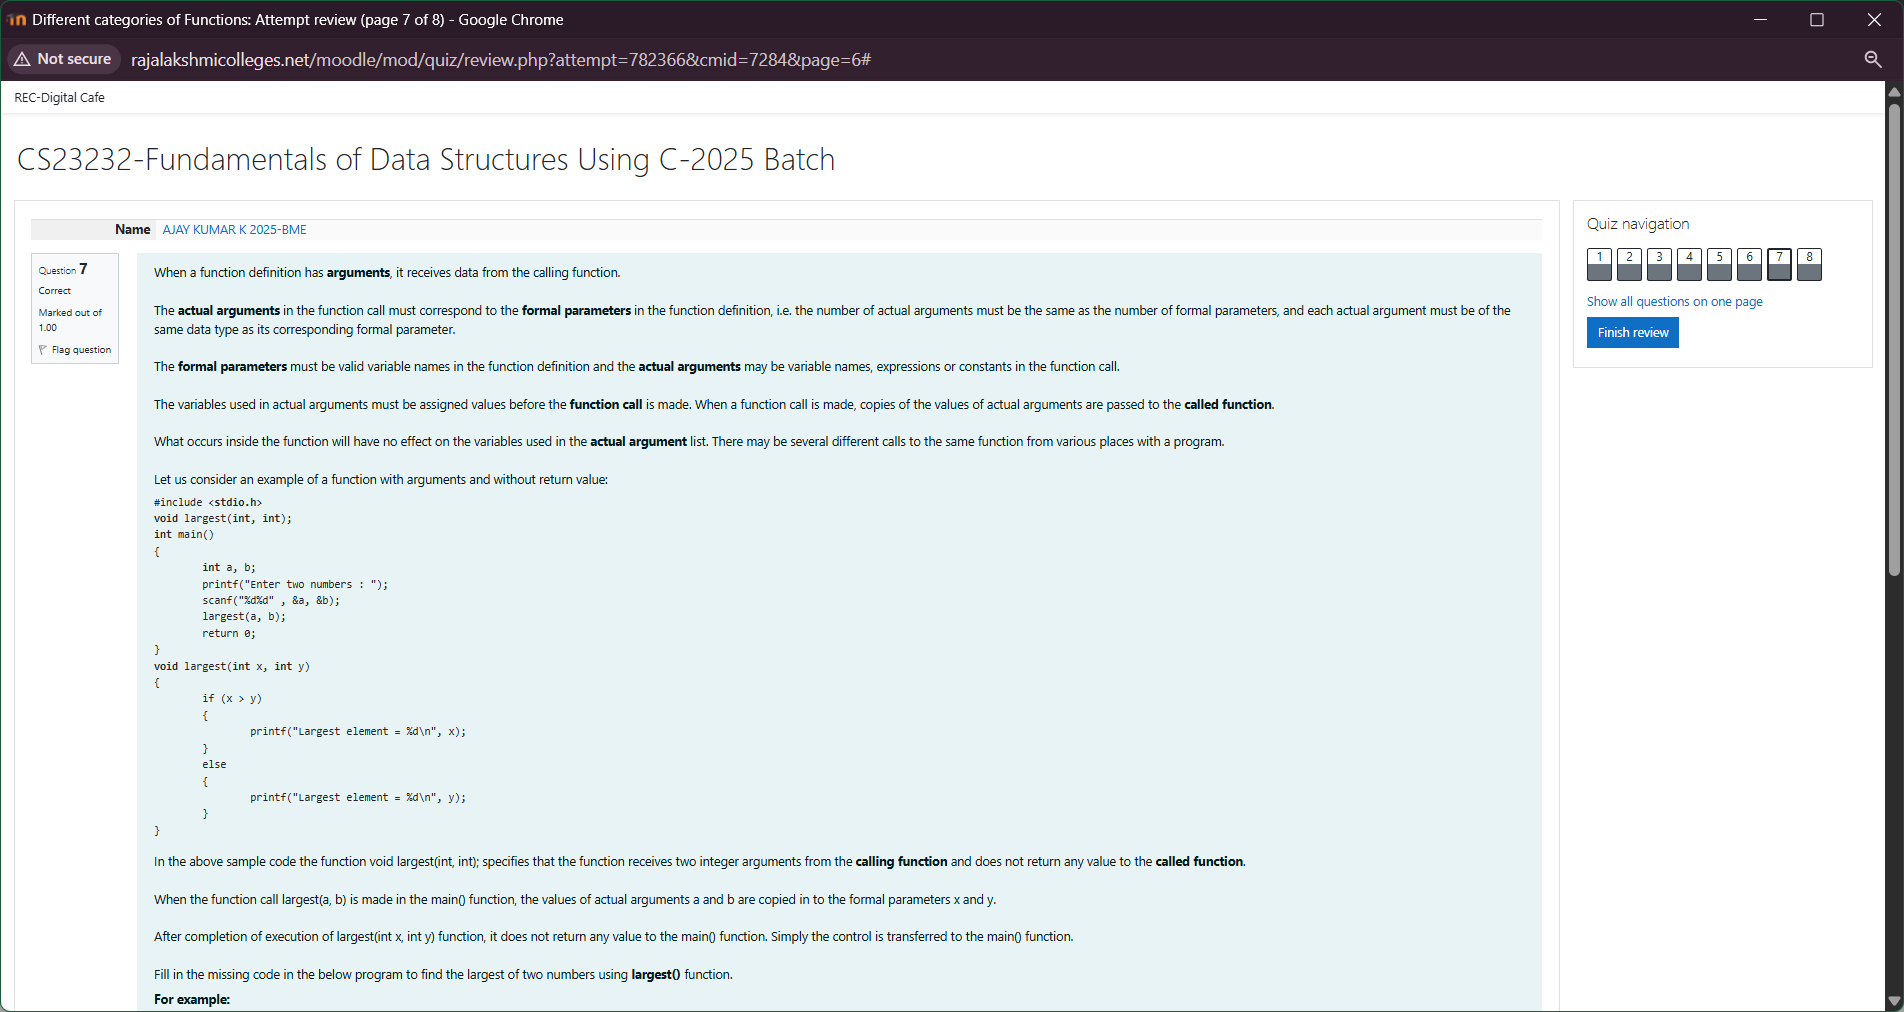 Different categories of Functions: Attempt review (page 7 of 8) - Google Chrome
Not secure
rajalakshmicolleges.net/moodle/mod/quiz/review.php?attempt=782366&cmid=7284&page=6#
REC-Digital Cafe
CS23232-Fundamentals of Data Structures Using C-2025 Batch
Name AJAY KUMAR K 2025-BME
Question 7
Correct
Marked out of
1.00
Flag question
When a function definition has arguments, it receives data from the calling function.
The actual arguments in the function call must correspond to the formal parameters in the function definition, i.e. the number of actual arguments must be the same as the number of formal parameters, and each actual argument must be of the
same data type as its corresponding formal parameter.
The formal parameters must be valid variable names in the function definition and the actual arguments may be variable names, expressions or constants in the function call.
The variables used in actual arguments must be assigned values before the function call is made. When a function call is made, copies of the values of actual arguments are passed to the called function.
What occurs inside the function will have no effect on the variables used in the actual argument list. There may be several different calls to the same function from various places with a program.
Let us consider an example of a function with arguments and without return value:
#include <stdio.h>
void largest(int, int);
int main()
{
int a, b;
printf("Enter two numbers : ");
scanf("%d%d" , &a, &b);
largest(a, b);
return 0;
}
void largest(int x, int y)
{
if (x > y)
{
printf("Largest element = %d\n", x);
}
else
{
printf("Largest element = %d\n", y);
}
}
In the above sample code the function void largest(int, int); specifies that the function receives two integer arguments from the calling function and does not return any value to the called function.
When the function call largest(a, b) is made in the main() function, the values of actual arguments a and b are copied in to the formal parameters x and y.
After completion of execution of largest(int x, int y) function, it does not return any value to the main() function. Simply the control is transferred to the main() function.
Fill in the missing code in the below program to find the largest of two numbers using largest() function.
For example:
Quiz navigation
1 2 3 4 5 6 7 8
Show all questions on one page
Finish review